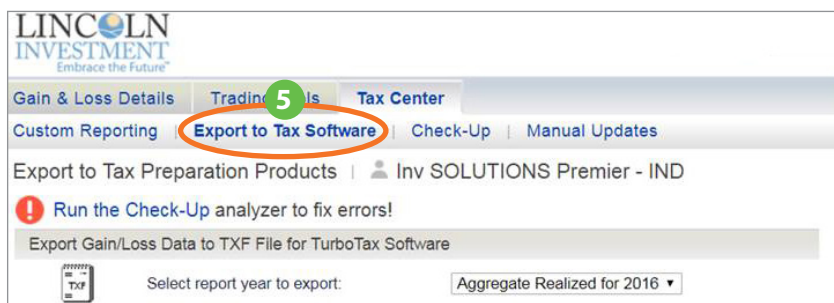 LINCOLN
INVESTMENT
Embrace the Future™
Gain & Loss Details Tax Center
5
Custom Reporting | Export to Tax Software | Check-Up | Manual Updates
Export to Tax Preparation Products | Inv SOLUTIONS Premier - IND
! Run the Check-Up analyzer to fix errors!
Export Gain/Loss Data to TXF File for TurboTax Software
TXF Select report year to export: Aggregate Realized for 2016